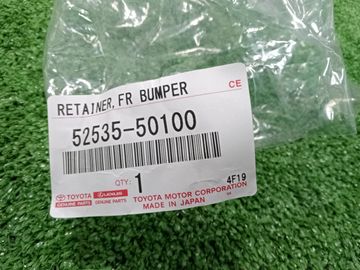 RETAINER, FR BUMPER CE
52535-50100
QTY: 1 4F19
TOYOTA LEXUS
GENUINE PARTS GENUINE PARTS
TOYOTA MOTOR CORPORATION
MADE IN JAPAN